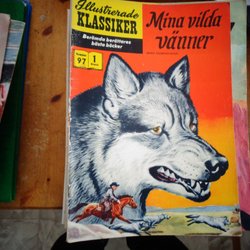 Illustrerade
KLASSIKER
Berömda berättares
bästa böcker
97
1
Mina vilda
vänner